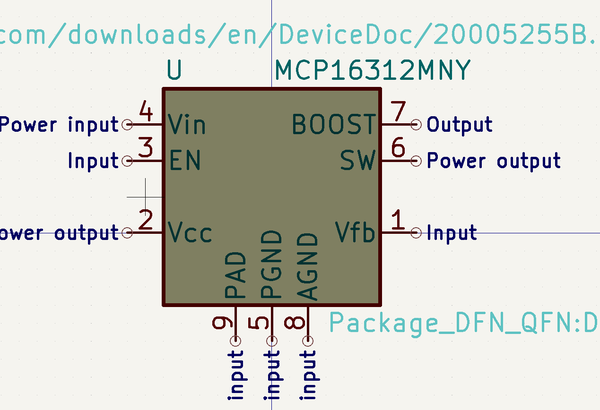 com/downloads/en/DeviceDoc/20005255B.
U MCP16312MNY
Power input 4 Vin BOOST 7 Output
Input 3 EN SW 6 Power output
ower output 2 Vcc Vfb 1 Input
PAD PGND AGND
9 5 8
Package_DFN_QFN:D
input input input